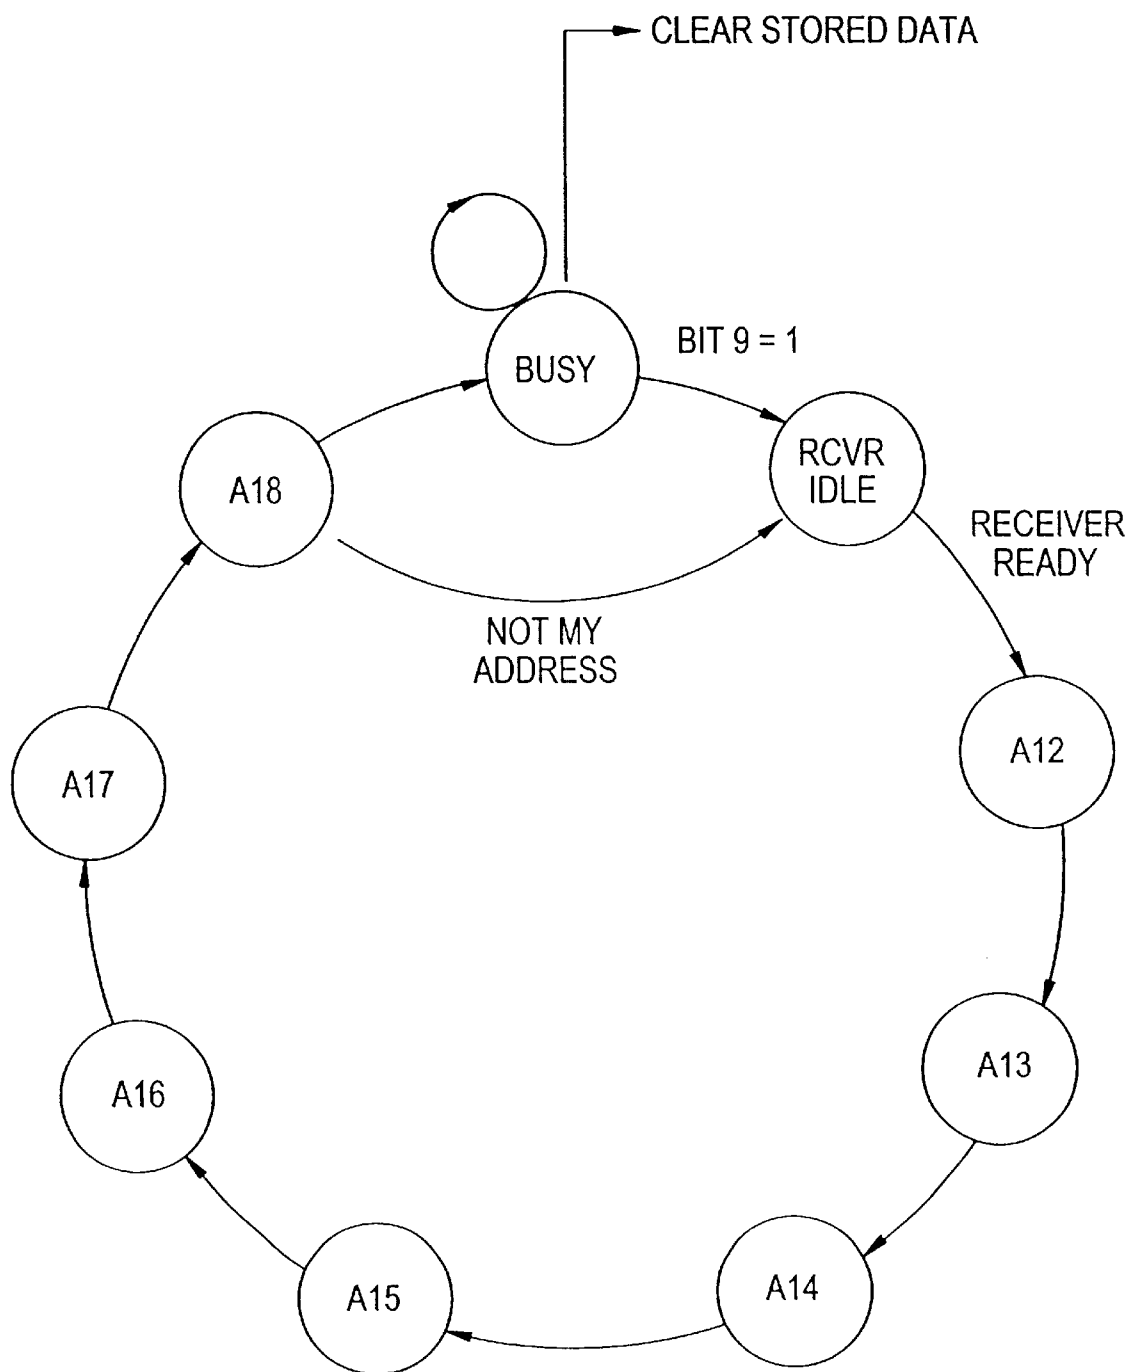 CLEAR STORED DATA
BUSY
BIT 9 = 1
RCVR
IDLE
A18
RECEIVER
READY
NOT MY
ADDRESS
A12
A17
A13
A16
A14
A15